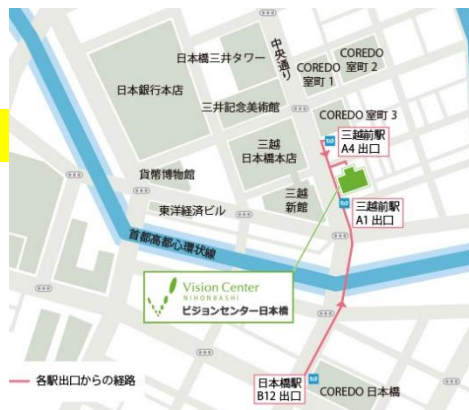 日本橋三井タワー
中央通り
COREDO
室町 2
COREDO
室町 1
日本銀行本店
三井記念美術館
COREDO 室町 3
三越
日本橋本店
三越前駅
A4 出口
貨幣博物館
三越
新館
三越前駅
A1 出口
東洋経済ビル
首都高都心環状線
Vision Center
NIHONBASHI
ビジョンセンター日本橋
各駅出口からの経路
日本橋駅
B12 出口
COREDO 日本橋